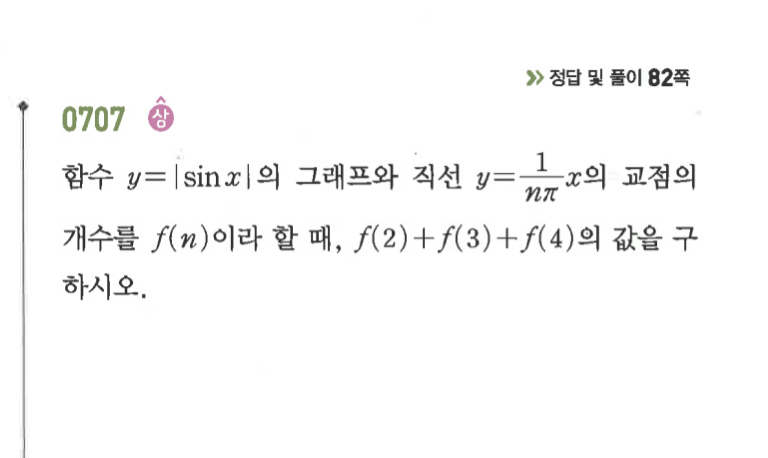 >> 정답 및 풀이 82쪽
0707 상
함수 y=|sin x|의 그래프와 직선 y=\frac{1}{nπ}x의 교점의
개수를 f(n)이라 할 때, f(2)+f(3)+f(4)의 값을 구
하시오.